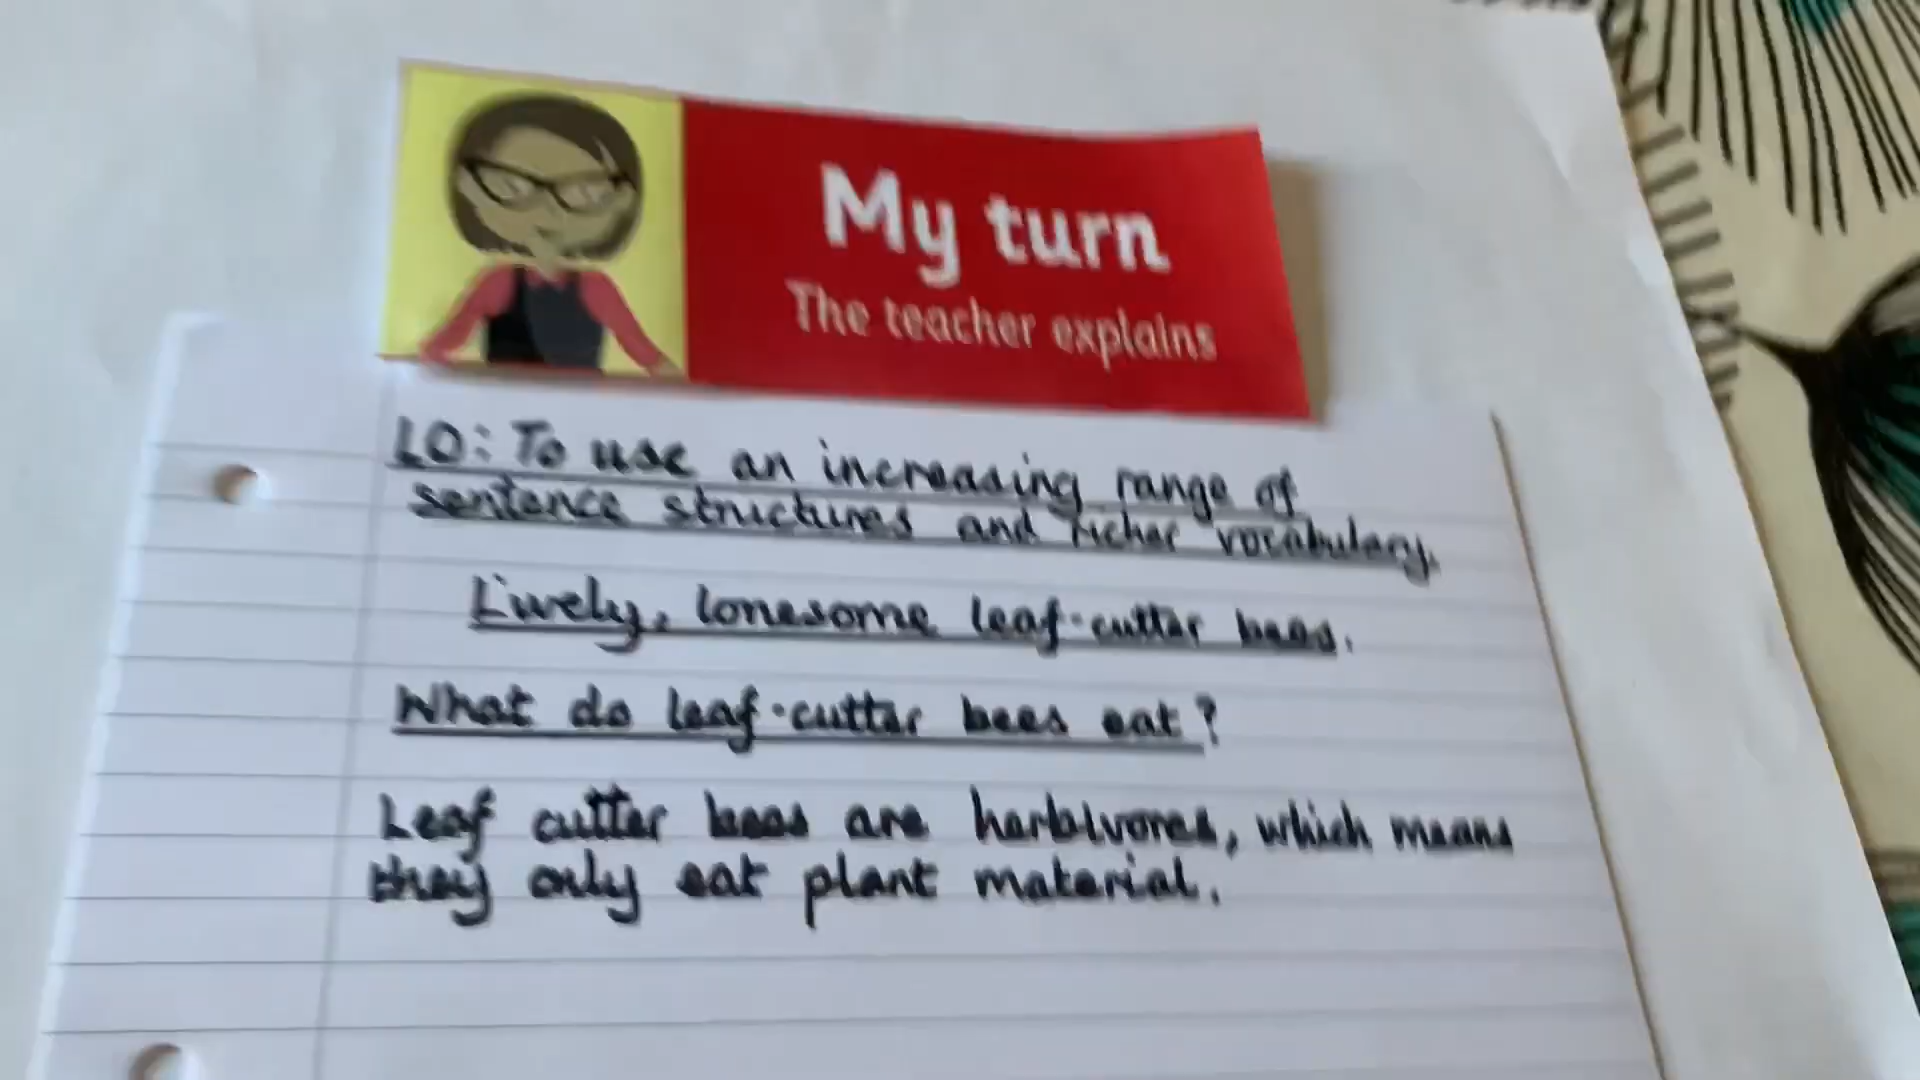 My turn
The teacher explains
LO: To use an increasing range of
sentence structures and richer vocabulary.
Lively, lonesome leaf-cutter bees.
What do leaf-cutter bees eat?
Leaf cutter bees are herbivores, which means
they only eat plant material.